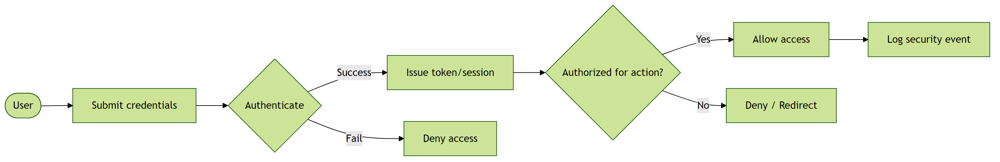 User
Submit credentials
Authenticate
Success
Fail
Issue token/session
Deny access
Authorized for action?
Yes
No
Allow access
Deny / Redirect
Log security event